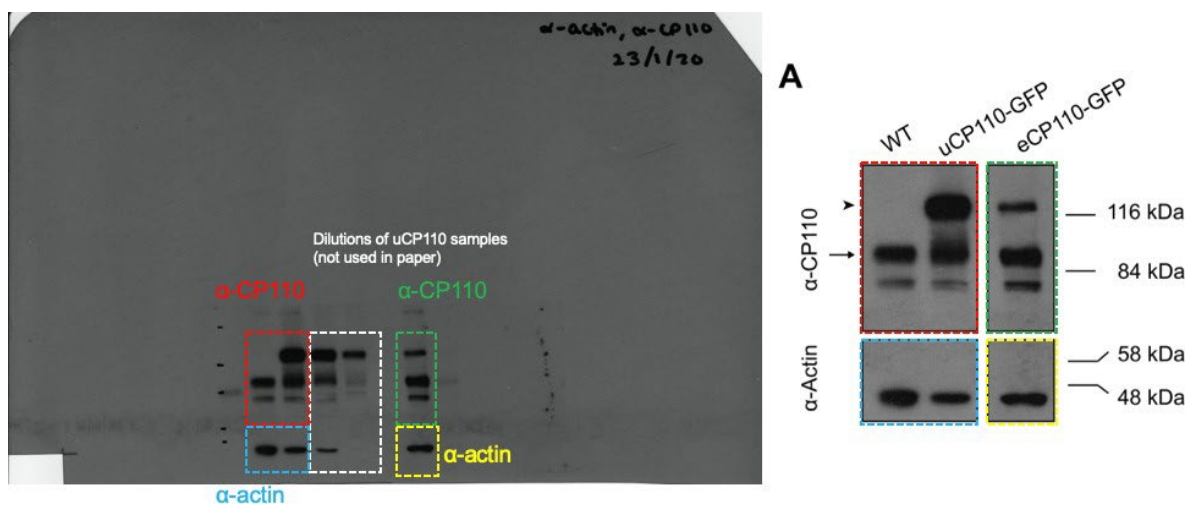 α-actin, α-CP110
23/1/20
Dilutions of uCP110 samples
(not used in paper)
α-CP110
α-CP110
α-actin
α-actin
A
WT
uCP110-GFP
eCP110-GFP
α-CP110
116 kDa
84 kDa
α-Actin
58 kDa
48 kDa